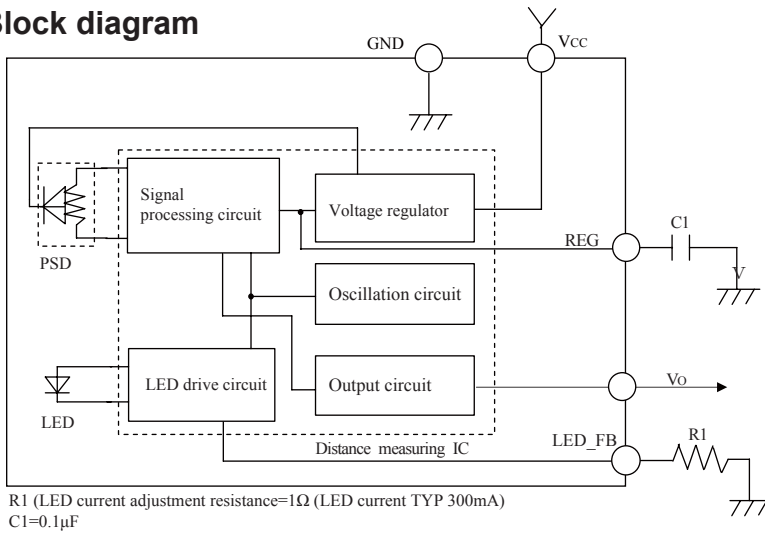 lock diagram
GND
Vcc
Signal
processing circuit
Voltage regulator
C1
REG
PSD
V
Oscillation circuit
LED drive circuit
Output circuit
Vo
LED
Distance measuring IC
LED_FB
R1
R1 (LED current adjustment resistance=1Ω (LED current TYP 300mA)
C1=0.1μF